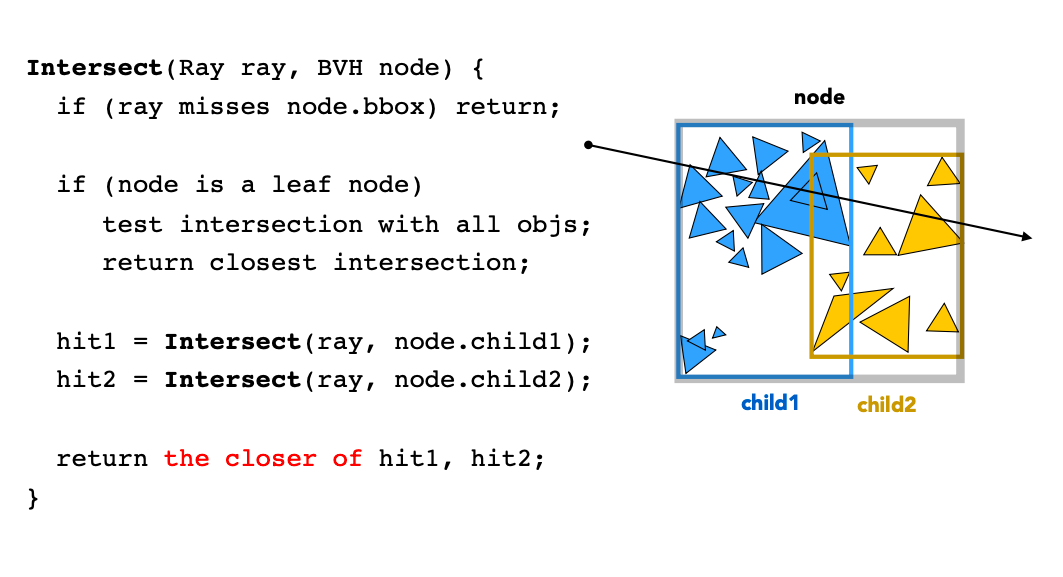 Intersect(Ray ray, BVH node) {
if (ray misses node.bbox) return;
if (node is a leaf node)
test intersection with all objs;
return closest intersection;
hit1 = Intersect(ray, node.child1);
hit2 = Intersect(ray, node.child2);
return the closer of hit1, hit2;
}
node
child1
child2